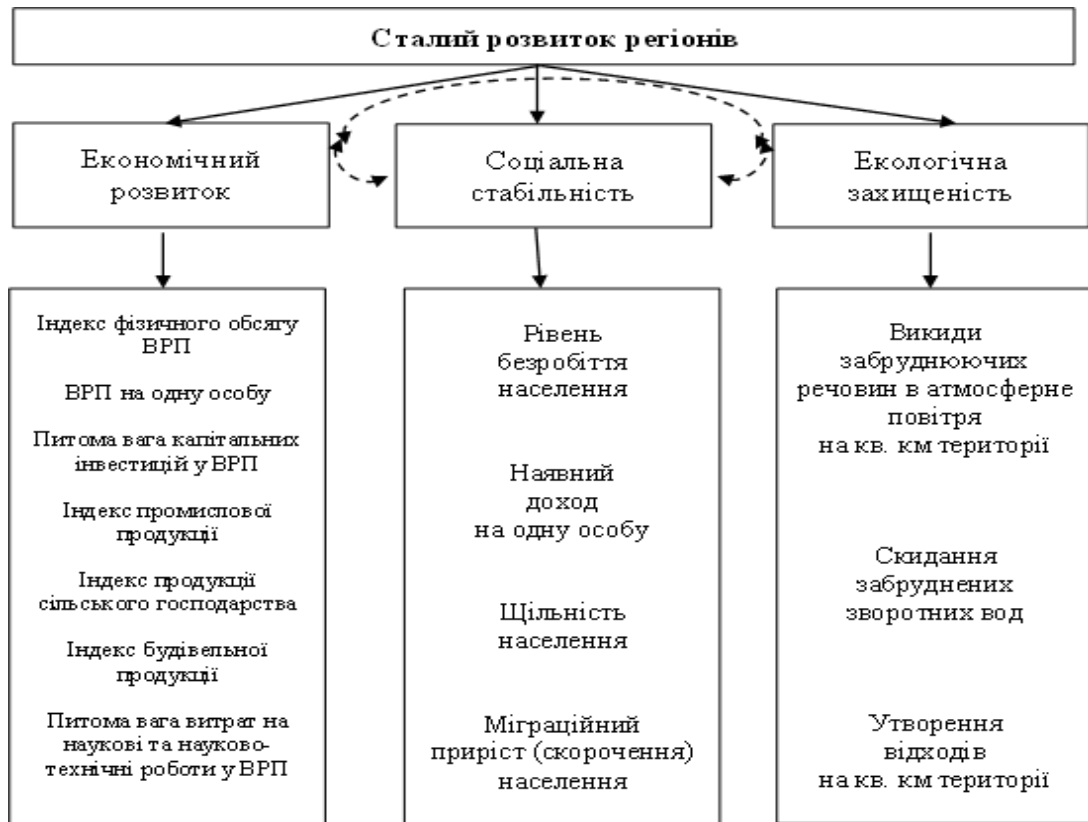 Сталий розвиток регіонів
Економічний
розвиток
Соціальна
стабільність
Екологічна
захищеність
Індекс фізичного обсягу
ВРП
ВРП на одну особу
Питома вага капітальних
інвестицій у ВРП
Індекс промислової
продукції
Індекс продукції
сільського господарства
Індекс будівельної
продукції
Питома вага витрат на
наукові та науково-
технічні роботи у ВРП
Рівень
безробіття
населення
Наявний
доход
на одну особу
Щільність
населення
Міграційний
приріст (скорочення)
населення
Викиди
забруднюючих
речовин в атмосферне
повітря
на кв. км території
Скидання
забруднених
зворотних вод
Утворення
відходів
на кв. км території